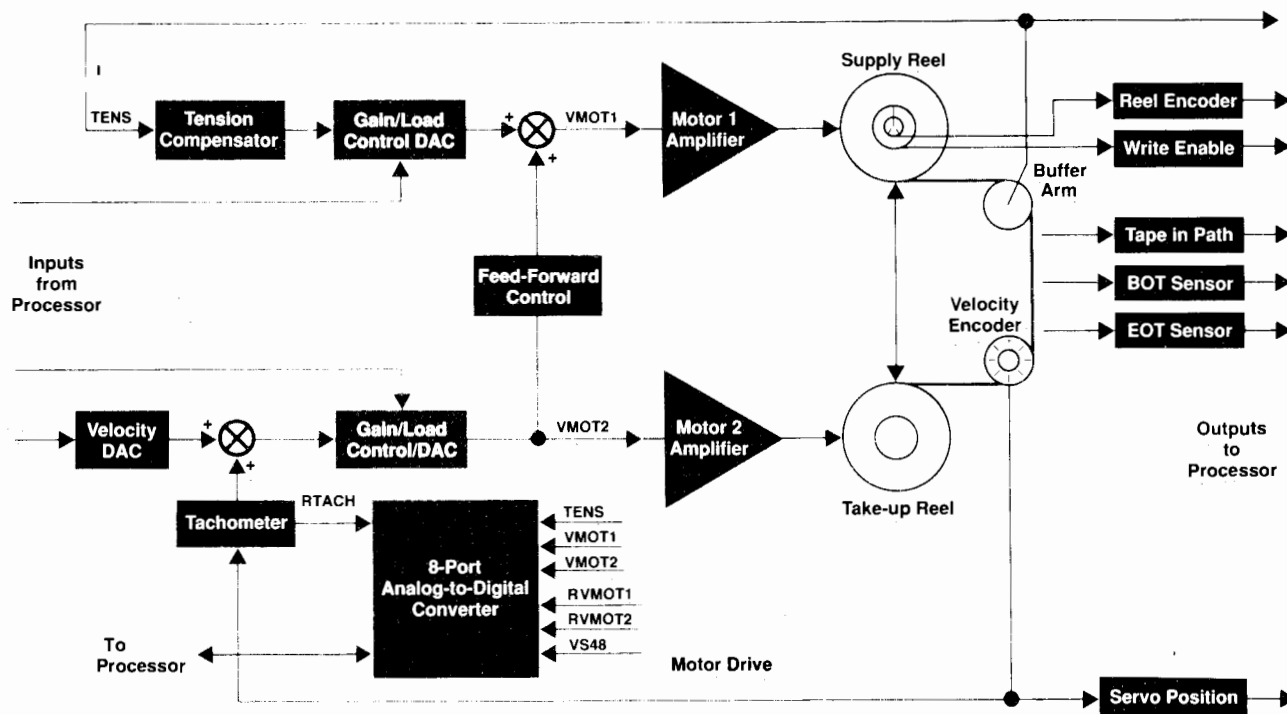 Supply Reel
TENS
Tension
Compensator
Gain/Load
Control DAC
+
+
VMOT1
Motor 1
Amplifier
Reel Encoder
Write Enable
Buffer
Arm
Inputs
from
Processor
Feed-Forward
Control
Tape in Path
BOT Sensor
EOT Sensor
Velocity
Encoder
Velocity
DAC
+
+
Gain/Load
Control/DAC
VMOT2
Motor 2
Amplifier
Take-up Reel
Outputs
to
Processor
Tachometer
RTACH
8-Port
Analog-to-Digital
Converter
TENS
VMOT1
VMOT2
RVMOT1
RVMOT2
VS48
To
Processor
Motor Drive
Servo Position